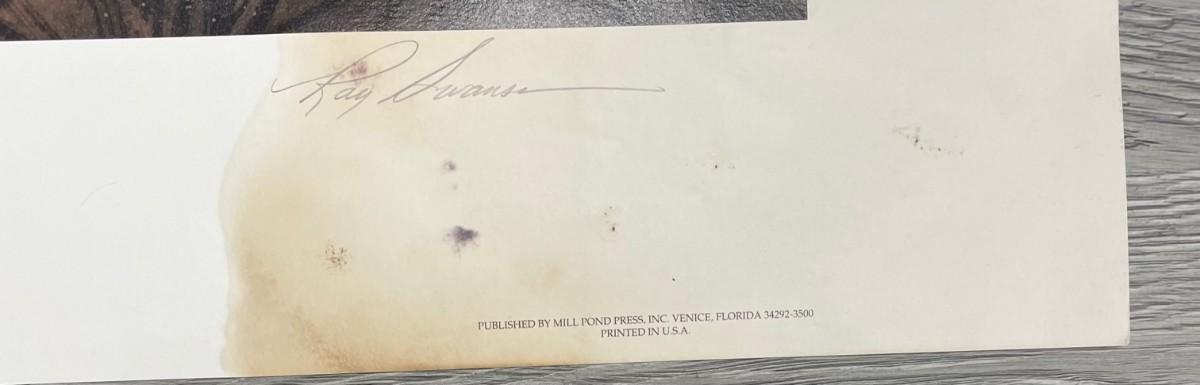 Ray Swanson
PUBLISHED BY MILL POND PRESS, INC. VENICE, FLORIDA 34292-3500
PRINTED IN U.S.A.